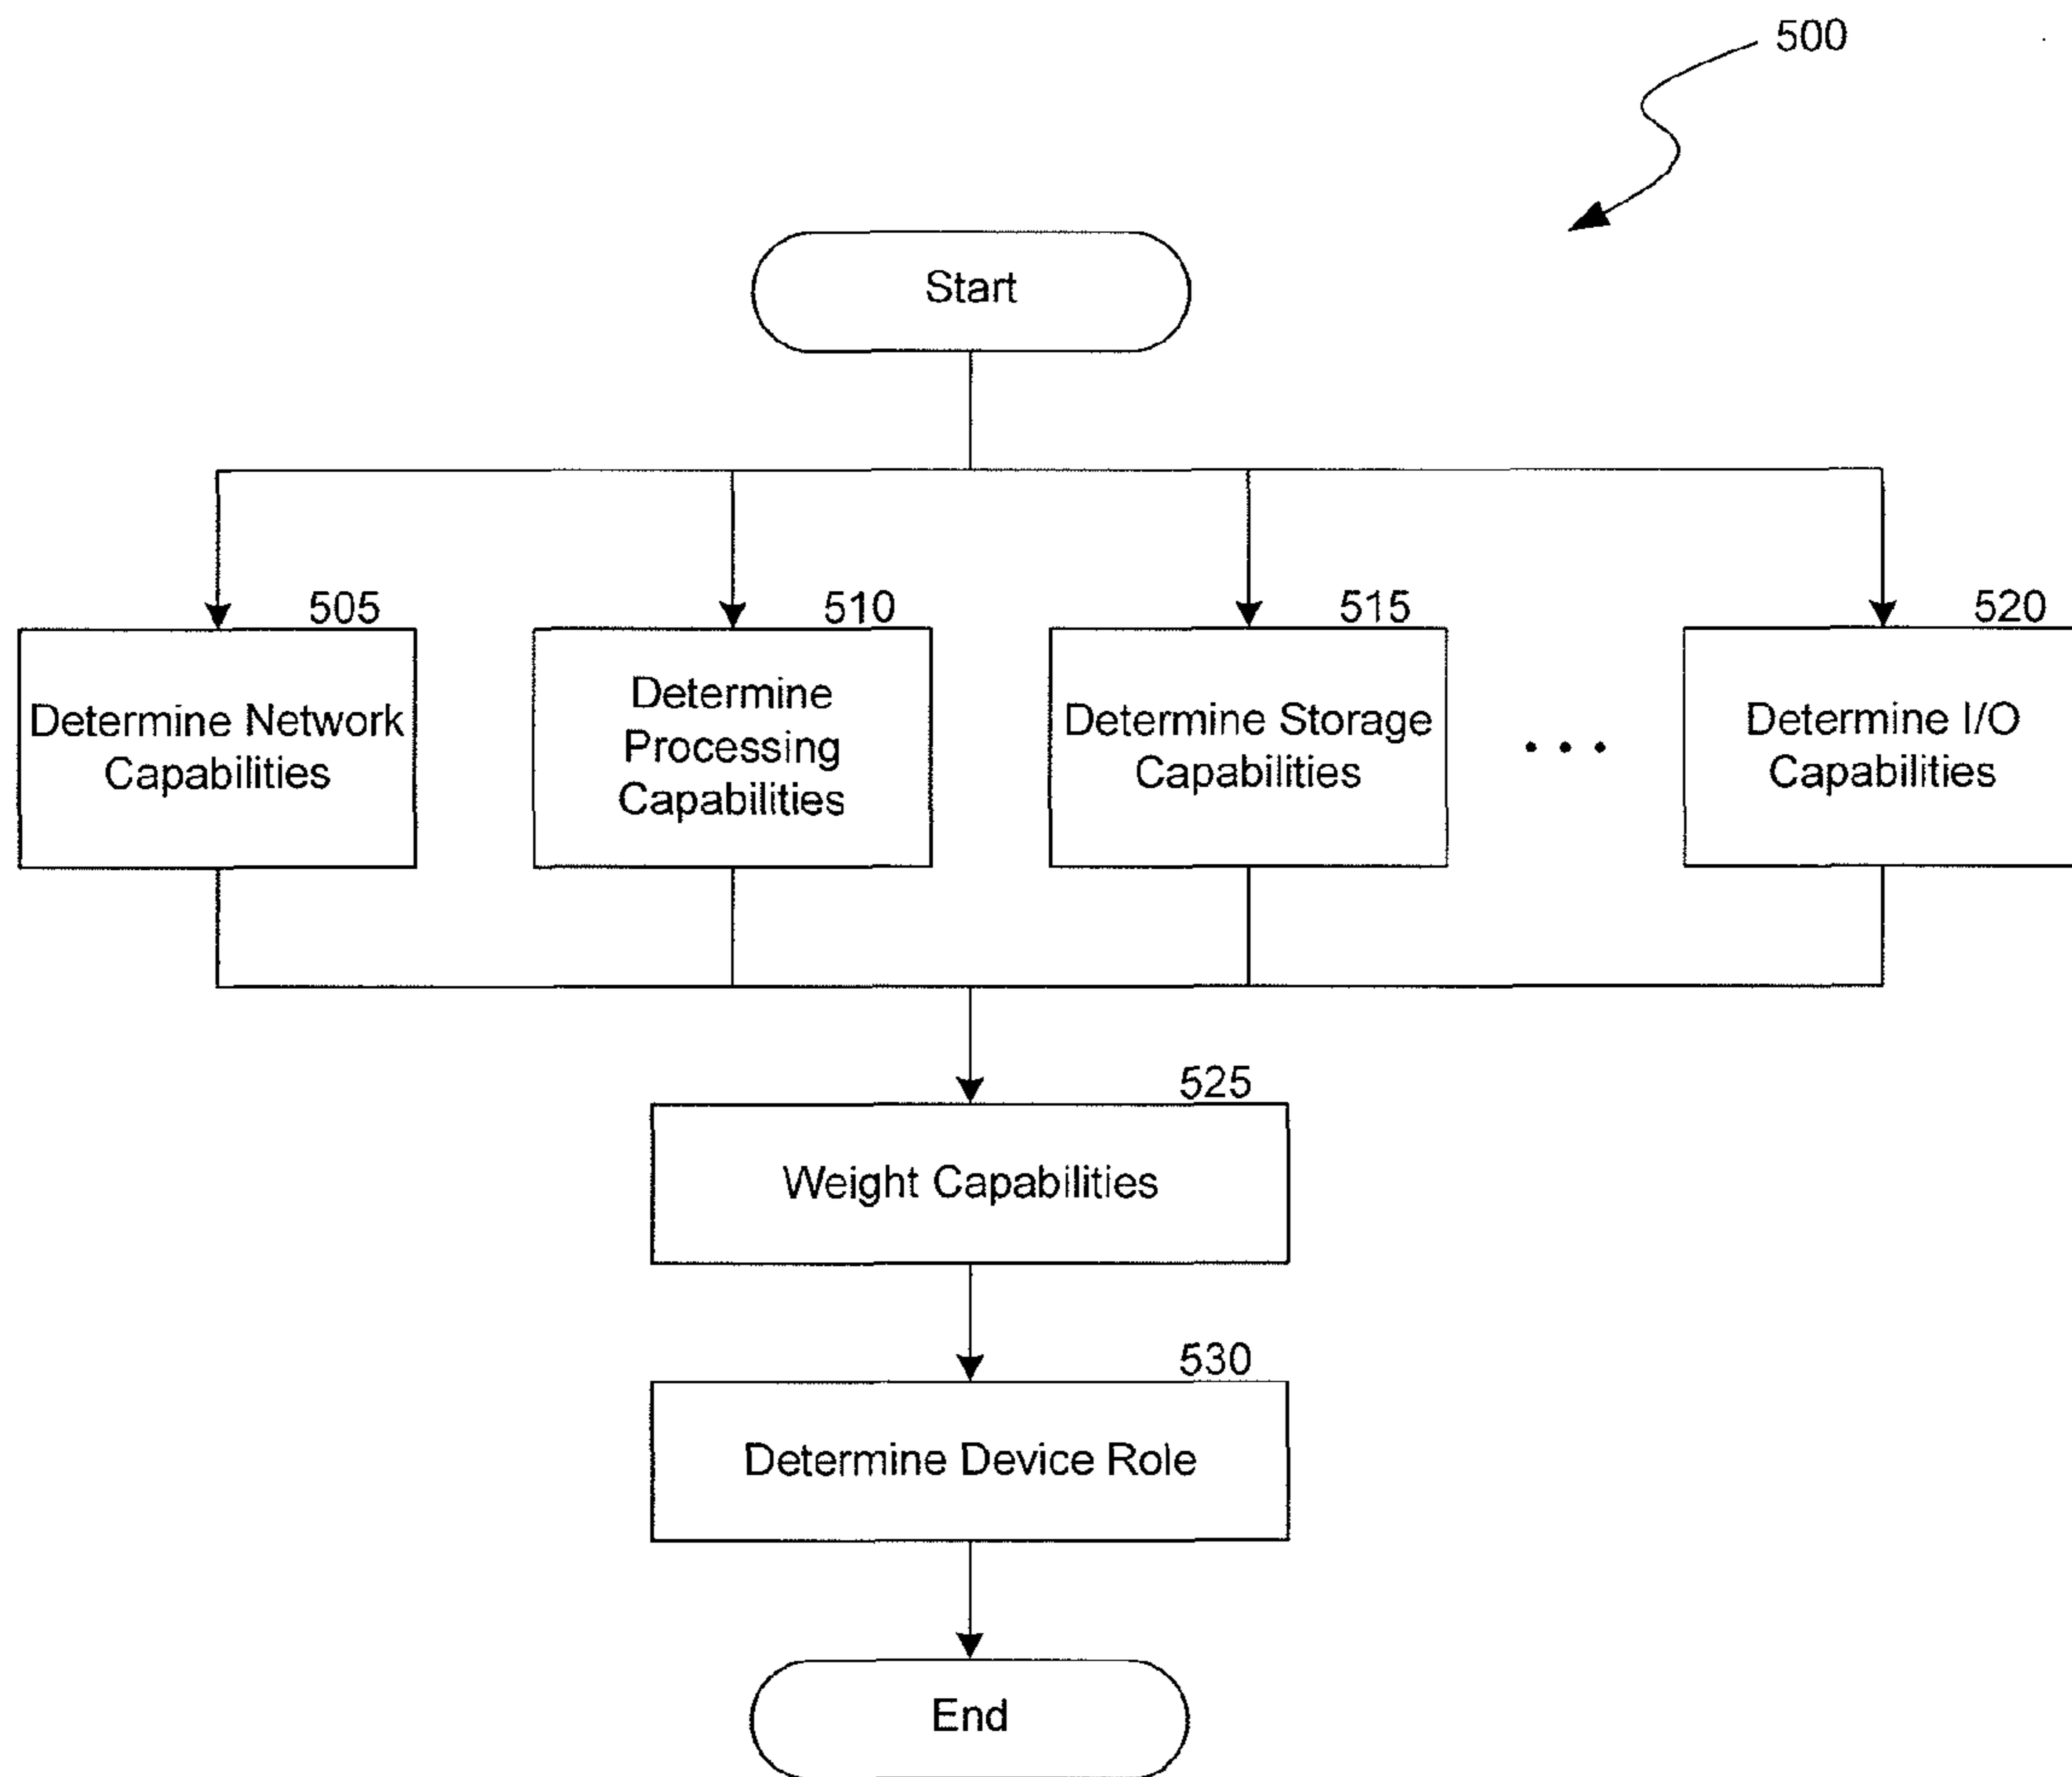 500
Start
505
510
515
520
Determine Network
Capabilities
Determine
Processing
Capabilities
Determine Storage
Capabilities
• • •
Determine I/O
Capabilities
525
Weight Capabilities
530
Determine Device Role
End